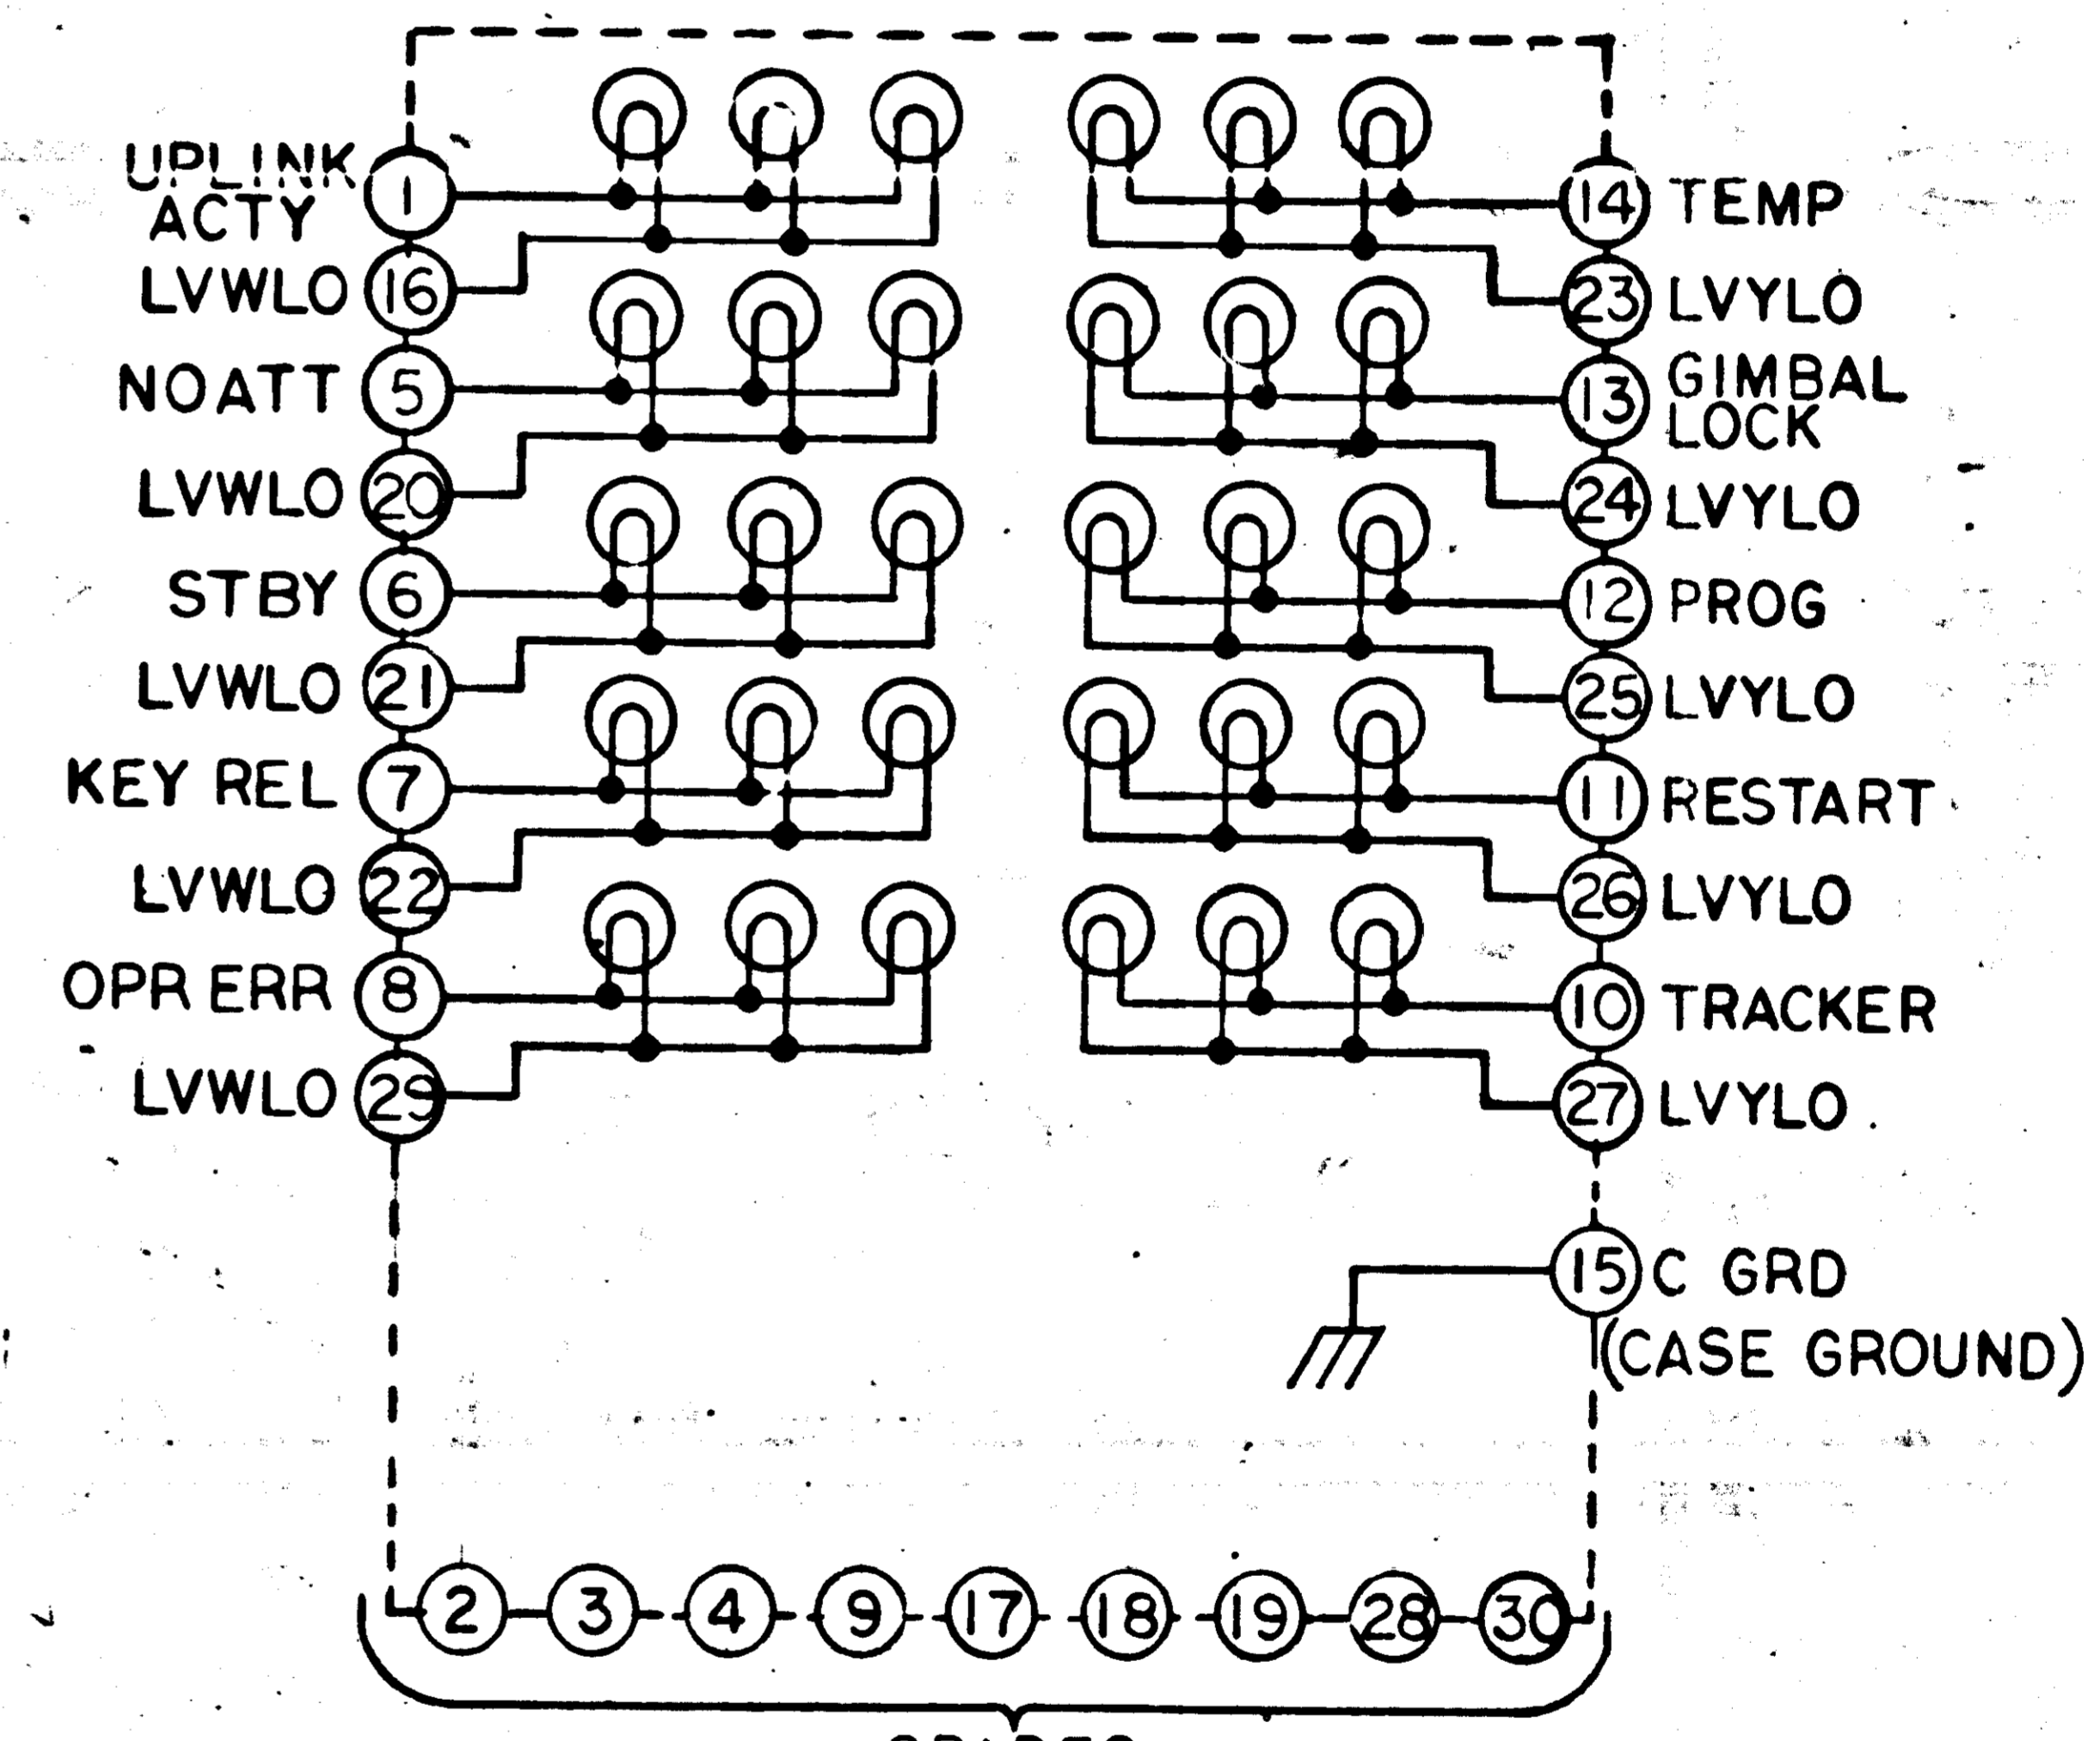 UPLINK
ACTY 1
LVWLO 16
NO ATT 5
LVWLO 20
STBY 6
LVWLO 21
KEY REL 7
LVWLO 22
OPR ERR 8
LVWLO 29
14 TEMP
23 LVYLO
13 GIMBAL
LOCK
24 LVYLO
12 PROG
25 LVYLO
11 RESTART
26 LVYLO
10 TRACKER
27 LVYLO
15 C GRD
(CASE GROUND)
2 3 4 9 17 18 19 28 30